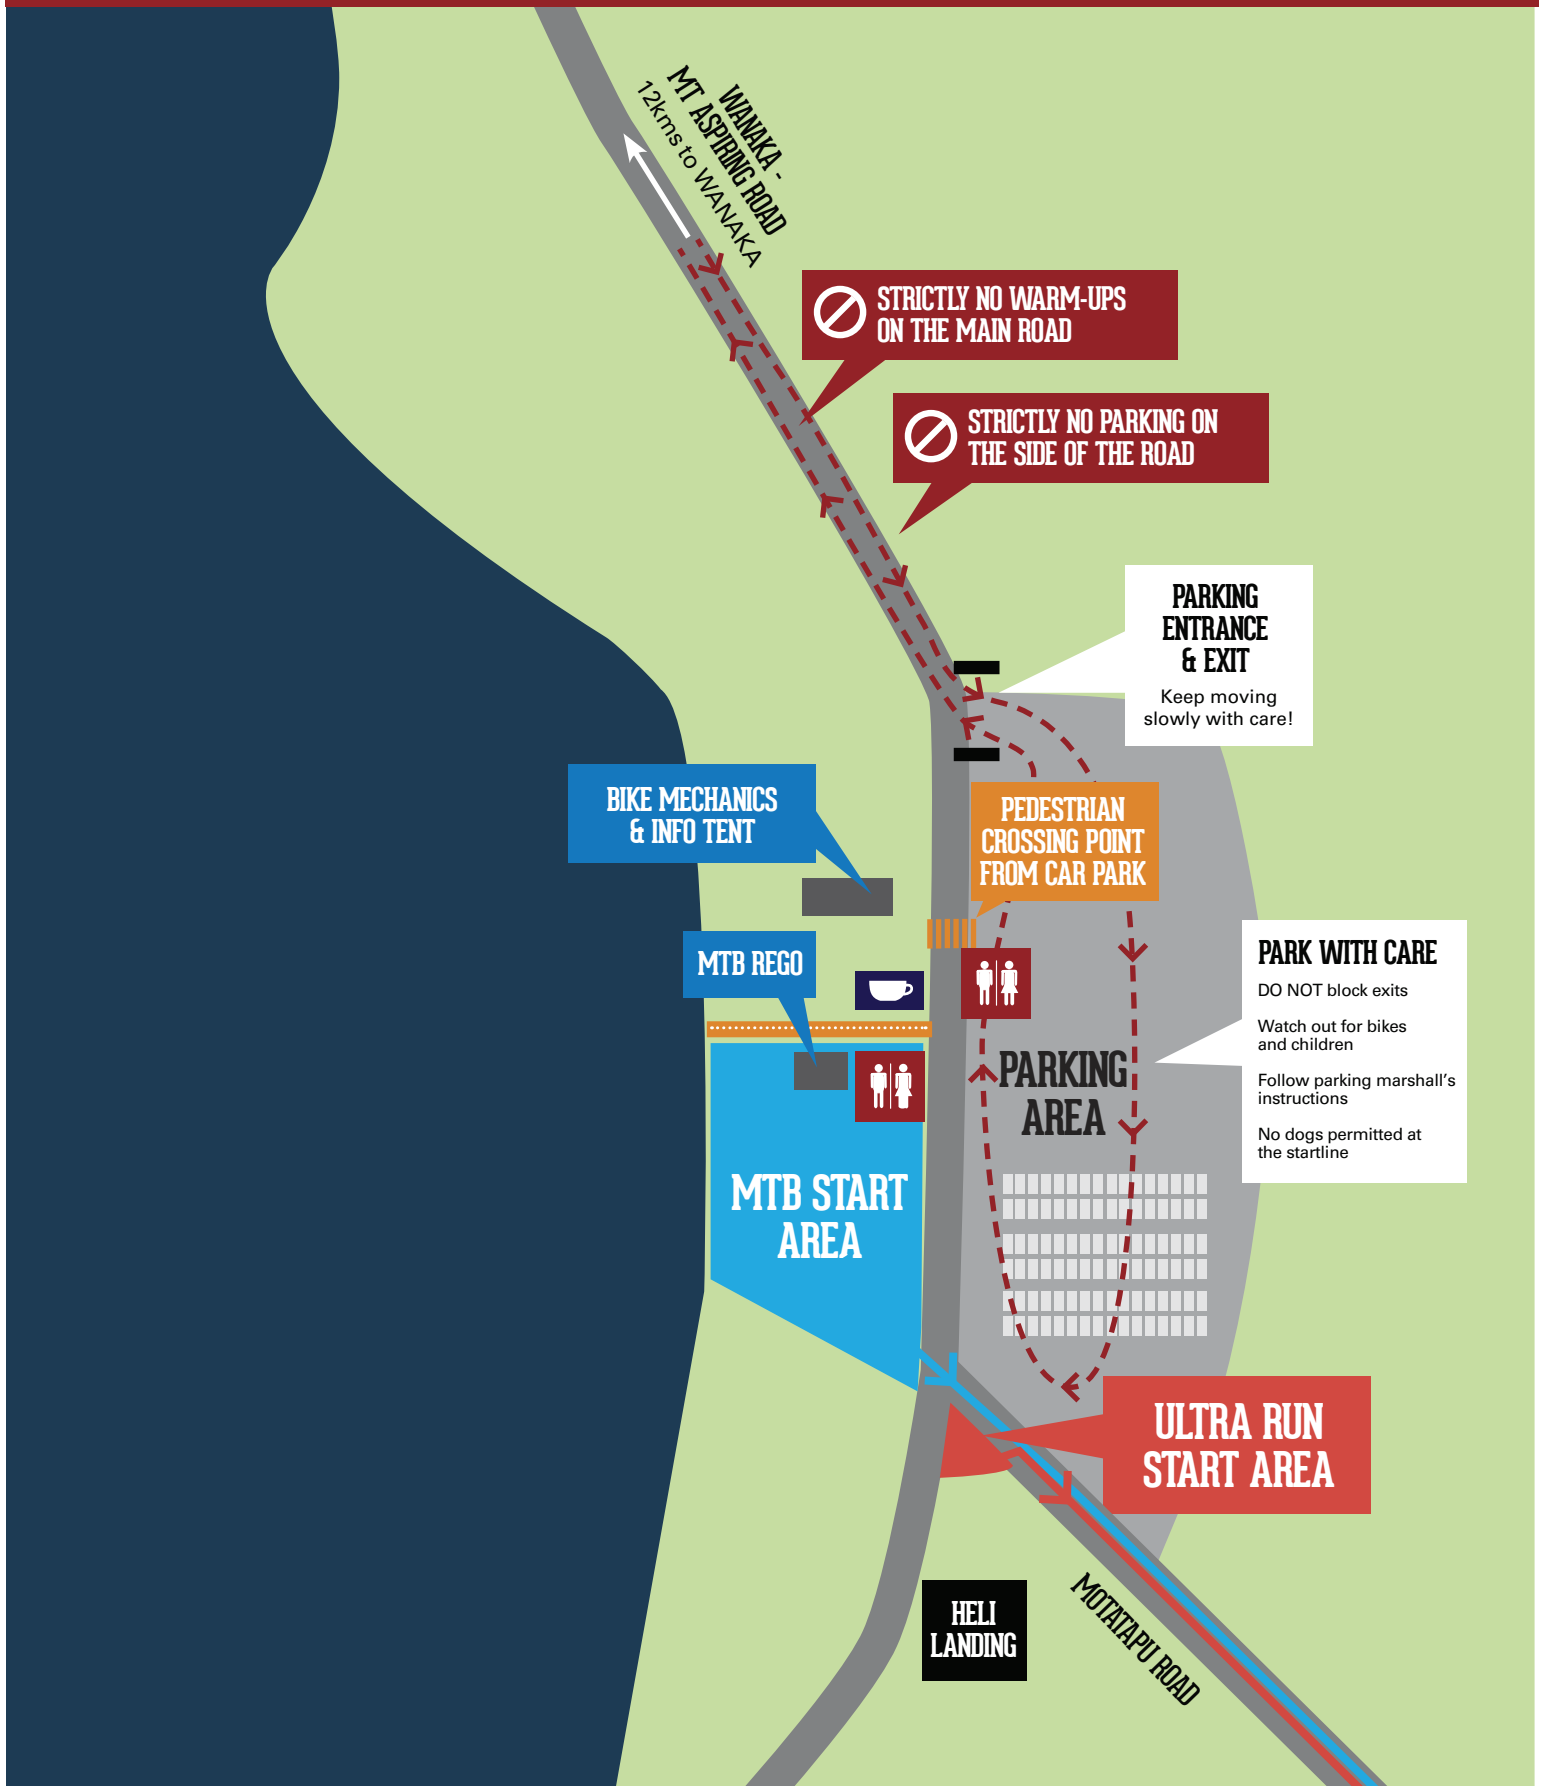 WANAKA -
MT ASPIRING ROAD
12kms to WANAKA
STRICTLY NO WARM-UPS
ON THE MAIN ROAD
STRICTLY NO PARKING ON
THE SIDE OF THE ROAD
PARKING
ENTRANCE
& EXIT
Keep moving
slowly with care!
BIKE MECHANICS
& INFO TENT
PEDESTRIAN
CROSSING POINT
FROM CAR PARK
MTB REGO
PARK WITH CARE
DO NOT block exits
Watch out for bikes
and children
Follow parking marshall's
instructions
No dogs permitted at
the startline
PARKING
AREA
MTB START
AREA
ULTRA RUN
START AREA
HELI
LANDING
MOTATAPU ROAD